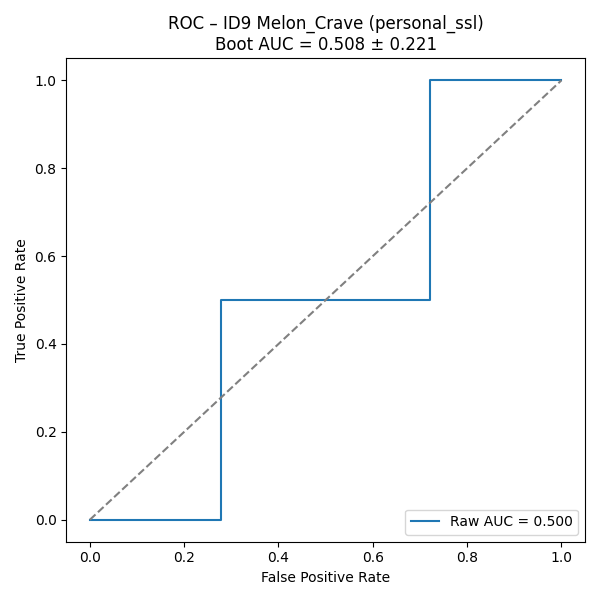 ROC – ID9 Melon_Crave (personal_ssl)
Boot AUC = 0.508 ± 0.221
1.0
0.8
0.6
0.4
0.2
0.0
True Positive Rate
Raw AUC = 0.500
0.0 0.2 0.4 0.6 0.8 1.0
False Positive Rate